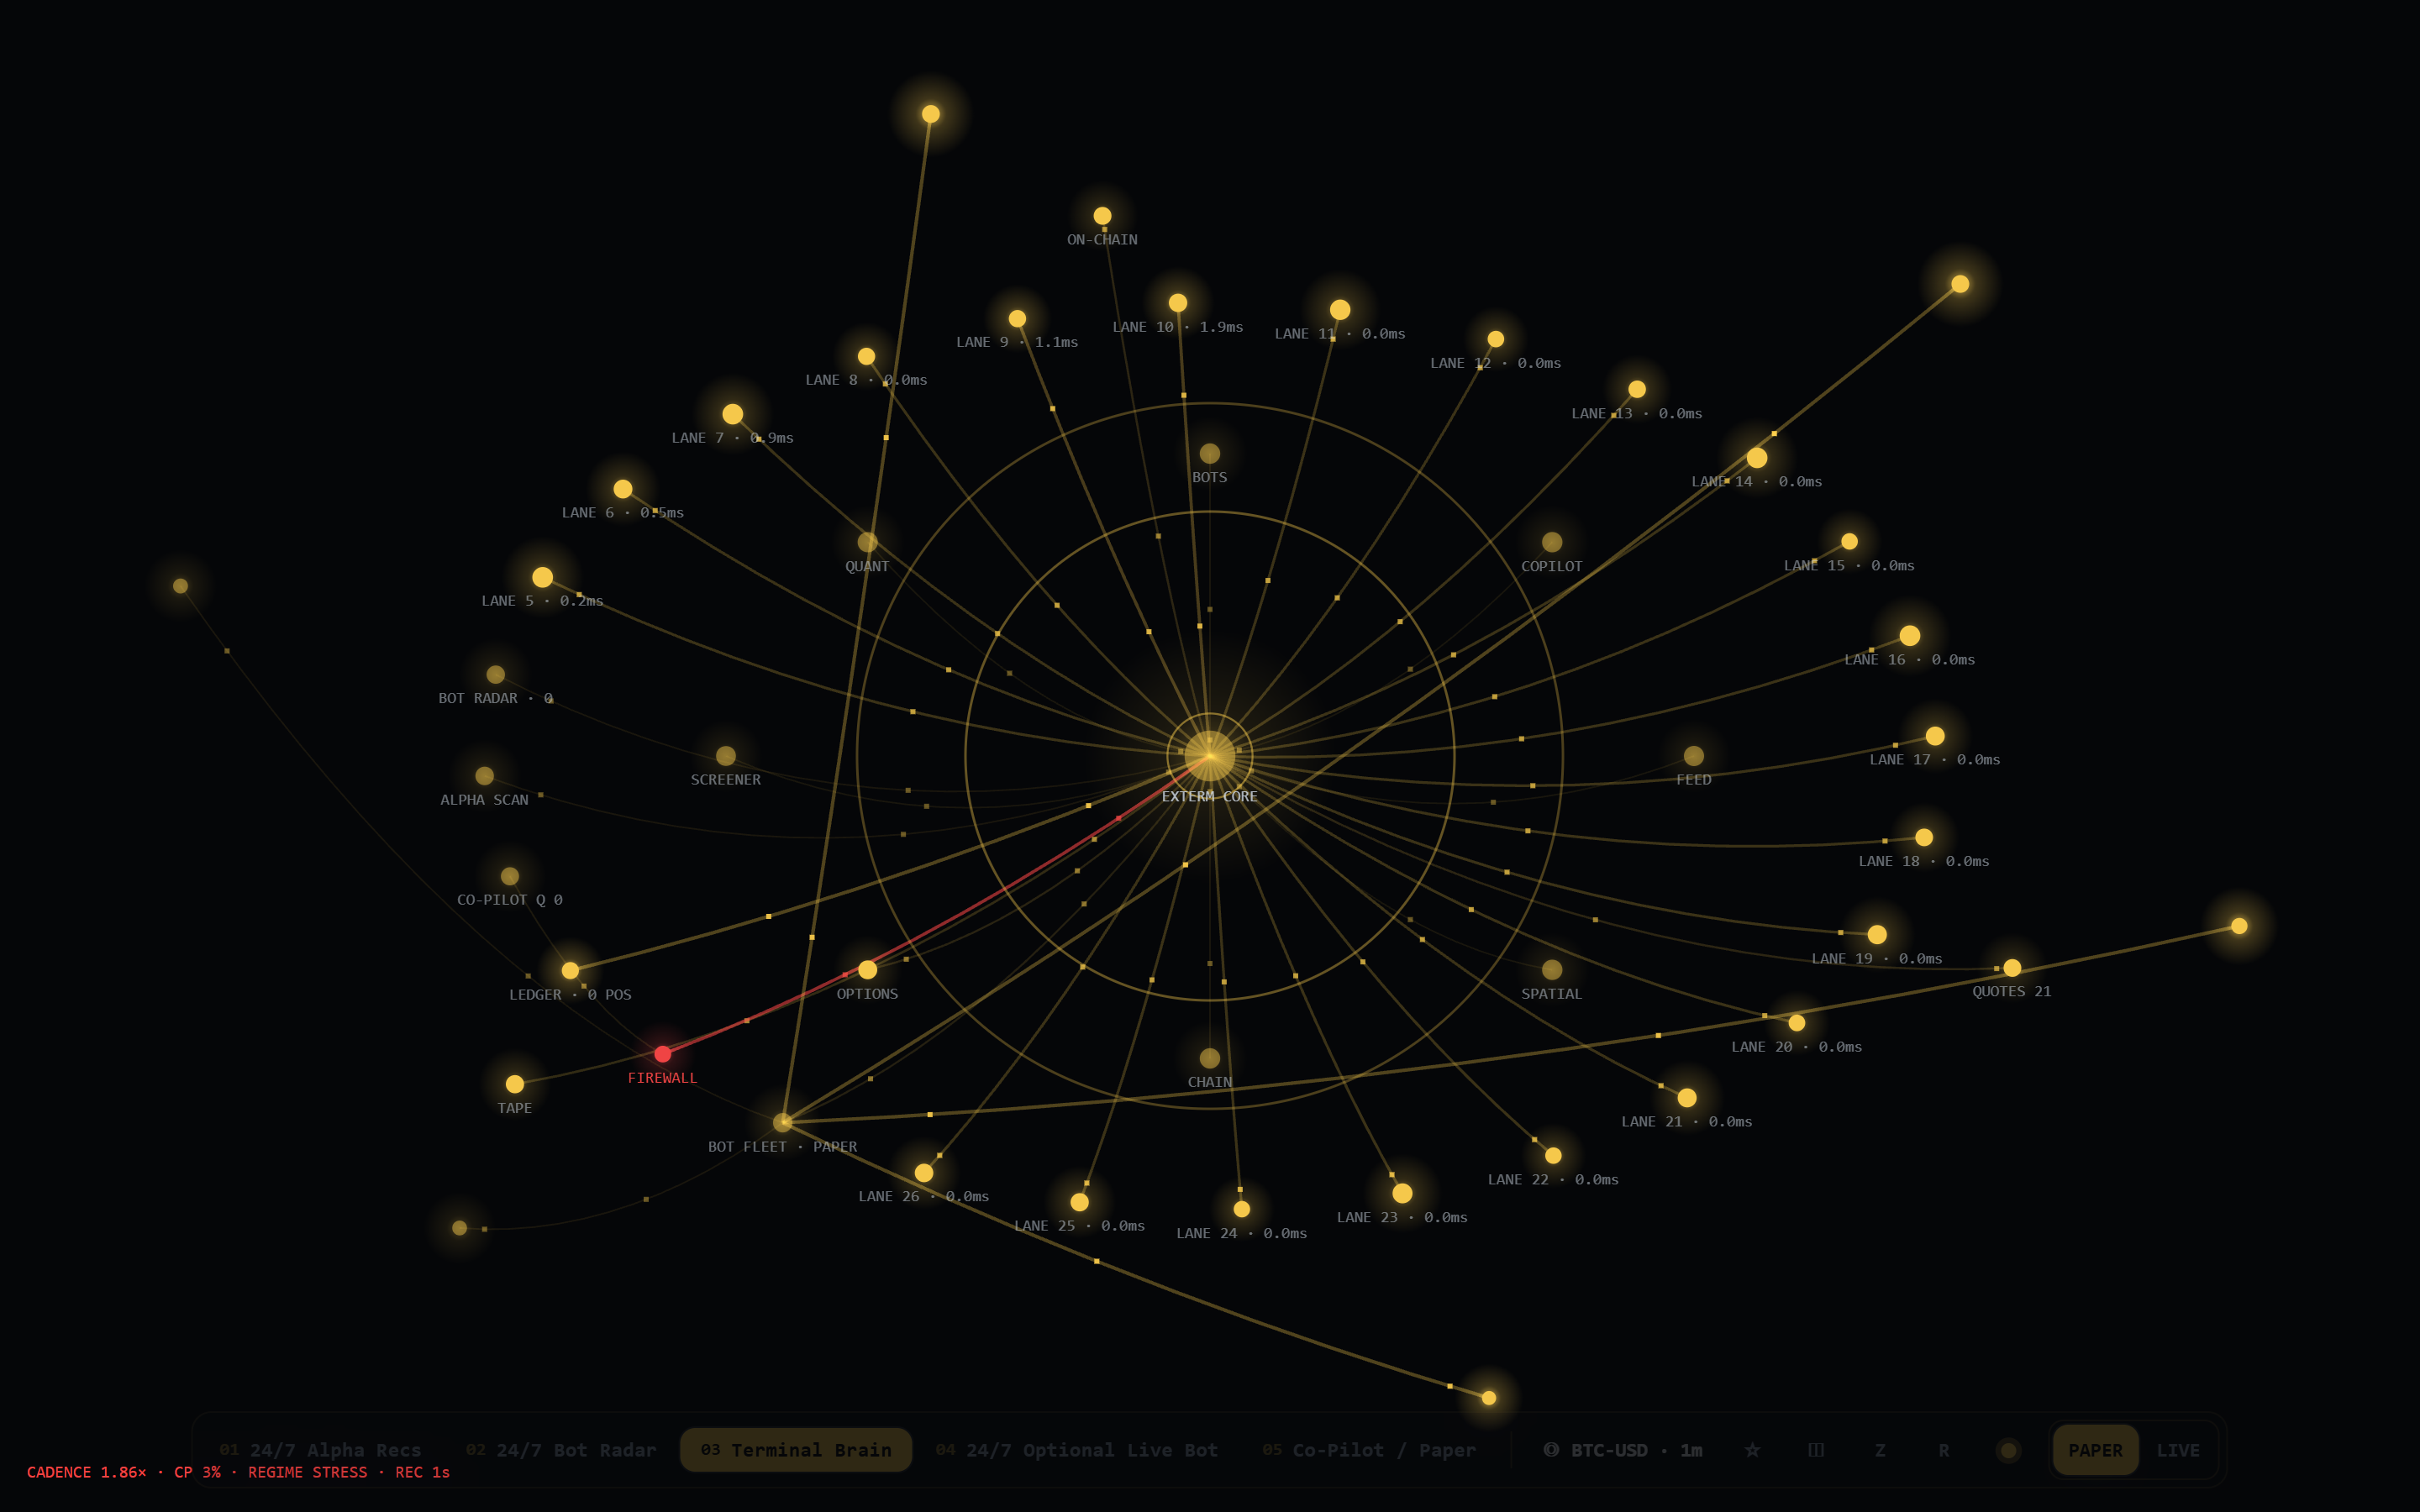 ON-CHAIN
LANE 10 · 1.9ms
LANE 11 · 0.0ms
LANE 9 · 1.1ms
LANE 12 · 0.0ms
LANE 8 · 0.0ms
LANE 13 · 0.0ms
LANE 7 · 0.9ms
BOTS
LANE 14 · 0.0ms
LANE 6 · 0.5ms
QUANT
COPILOT
LANE 15 · 0.0ms
LANE 5 · 0.2ms
LANE 16 · 0.0ms
BOT RADAR · 0
LANE 17 · 0.0ms
SCREENER
FEED
ALPHA SCAN
EXTERM CORE
LANE 18 · 0.0ms
CO-PILOT Q 0
LANE 19 · 0.0ms
LEDGER · 0 POS
OPTIONS
SPATIAL
QUOTES 21
LANE 20 · 0.0ms
FIREWALL
CHAIN
TAPE
LANE 21 · 0.0ms
BOT FLEET · PAPER
LANE 22 · 0.0ms
LANE 26 · 0.0ms
LANE 25 · 0.0ms
LANE 24 · 0.0ms
LANE 23 · 0.0ms
01 24/7 Alpha Recs 02 24/7 Bot Radar 03 Terminal Brain 04 24/7 Optional Live Bot 05 Co-Pilot / Paper BTC-USD · 1m Z R PAPER LIVE
CADENCE 1.86× · CP 3% · REGIME STRESS · REC 1s